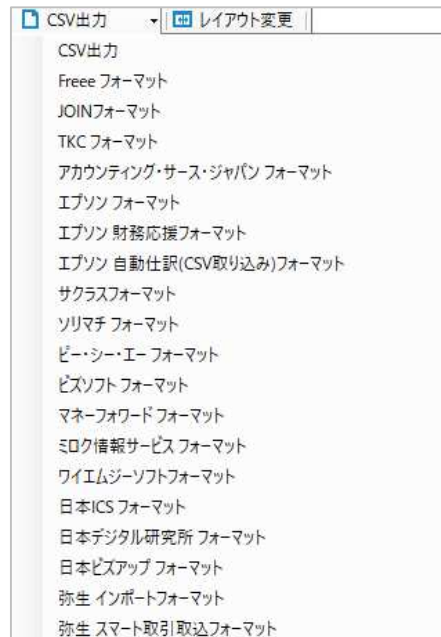 CSV出力 レイアウト変更
CSV出力
Freee フォーマット
JOINフォーマット
TKC フォーマット
アカウンティング・サース・ジャパン フォーマット
エプソン フォーマット
エプソン 財務応援フォーマット
エプソン 自動仕訳(CSV取り込み)フォーマット
サクラスフォーマット
ソリマチ フォーマット
ピー・シー・エー フォーマット
ビズソフト フォーマット
マネーフォワード フォーマット
ミロク情報サービス フォーマット
ワイエムジーソフトフォーマット
日本ICS フォーマット
日本デジタル研究所 フォーマット
日本ビズアップ フォーマット
弥生 インポートフォーマット
弥生 スマート取引取込フォーマット